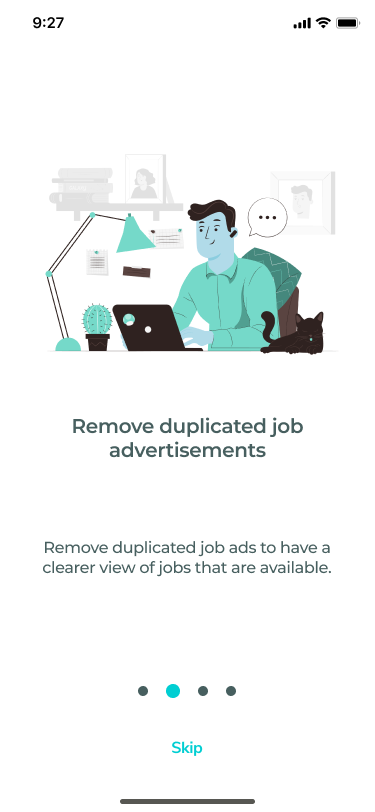 9:27
Remove duplicated job
advertisements
Remove duplicated job ads to have a
clearer view of jobs that are available.
Skip